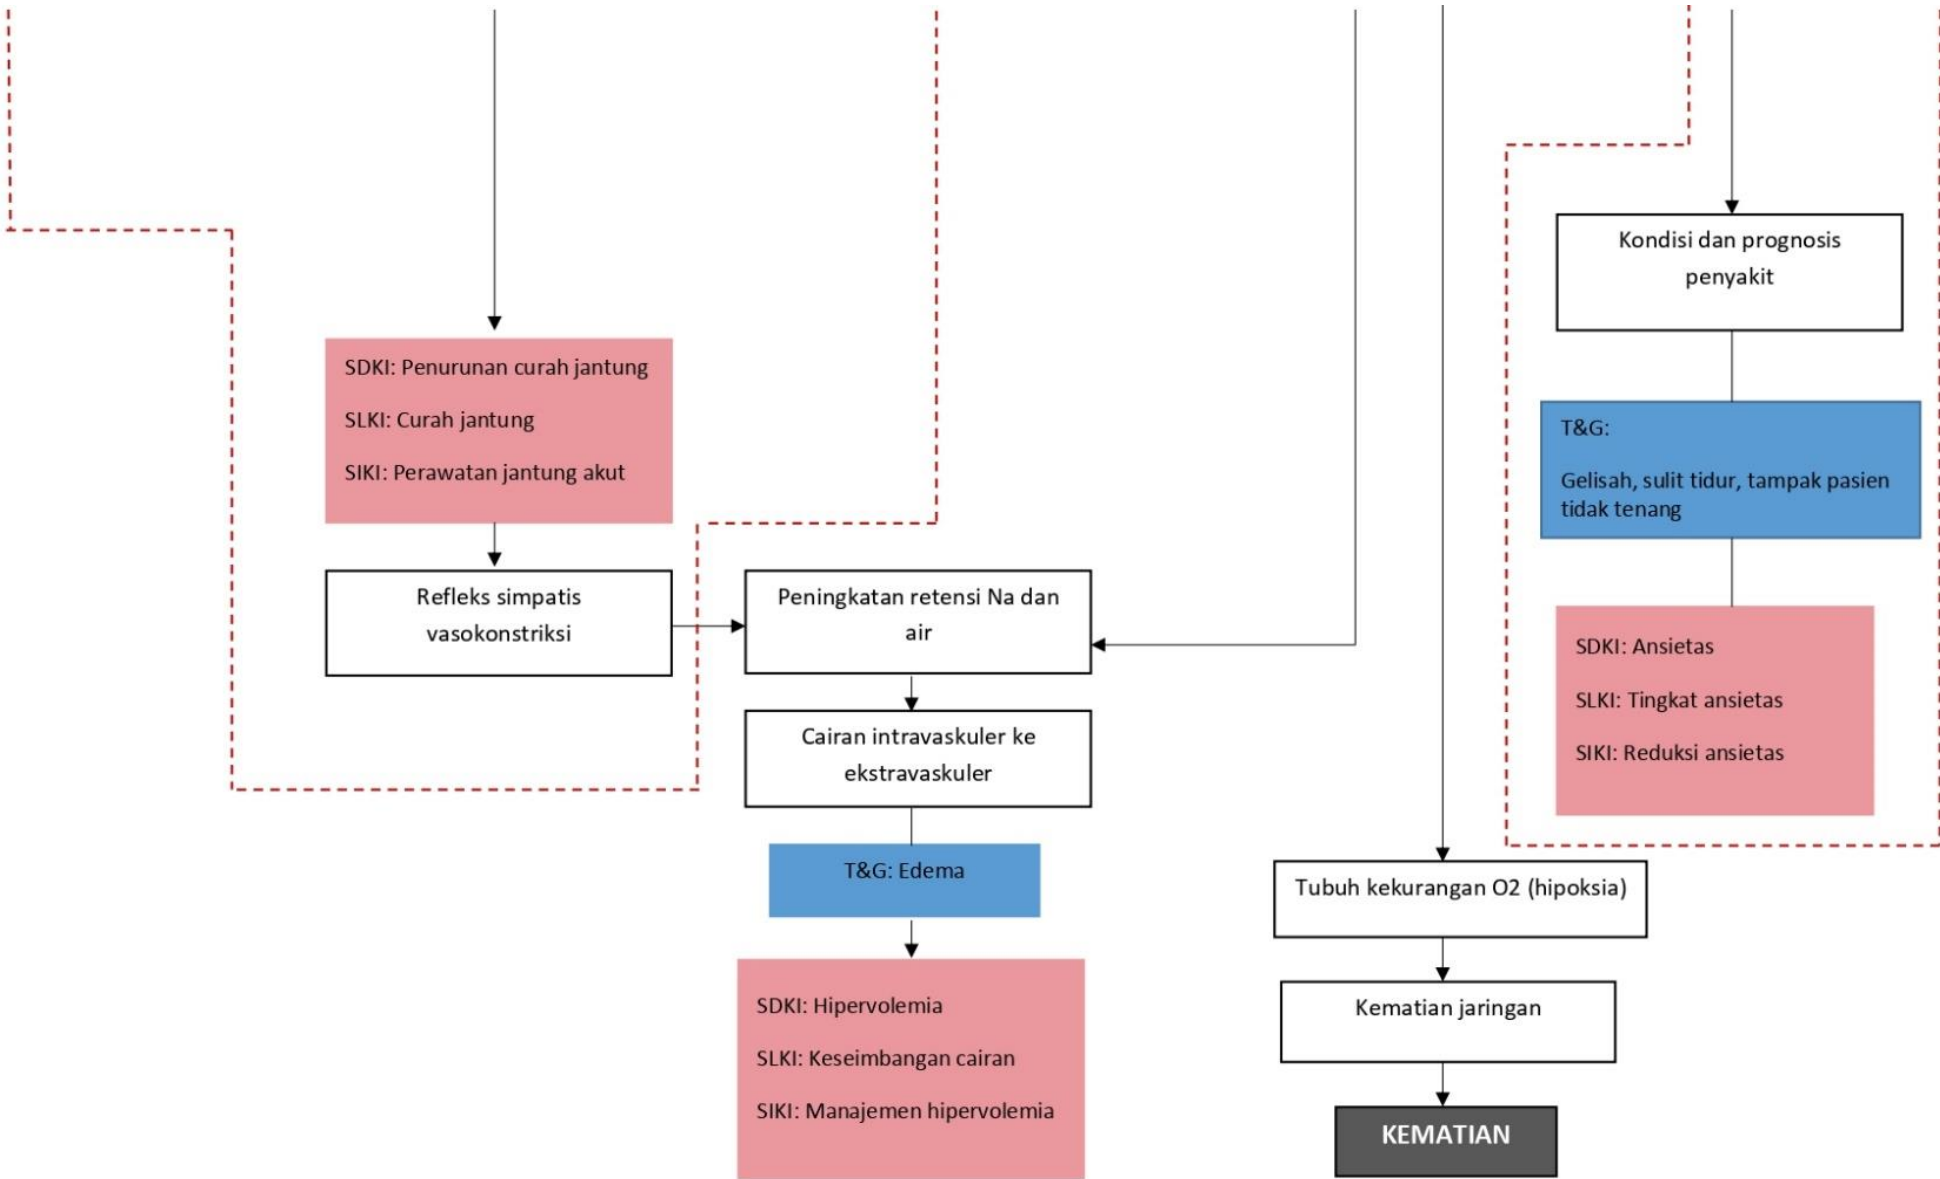 Kondisi dan prognosis
penyakit
SDKI: Penurunan curah jantung
SLKI: Curah jantung
SIKI: Perawatan jantung akut
T&G:
Gelisah, sulit tidur, tampak pasien
tidak tenang
Refleks simpatis
vasokonstriksi
Peningkatan retensi Na dan
air
SDKI: Ansietas
SLKI: Tingkat ansietas
SIKI: Reduksi ansietas
Cairan intravaskuler ke
ekstravaskuler
T&G: Edema
Tubuh kekurangan O2 (hipoksia)
SDKI: Hipervolemia
SLKI: Keseimbangan cairan
SIKI: Manajemen hipervolemia
Kematian jaringan
KEMATIAN